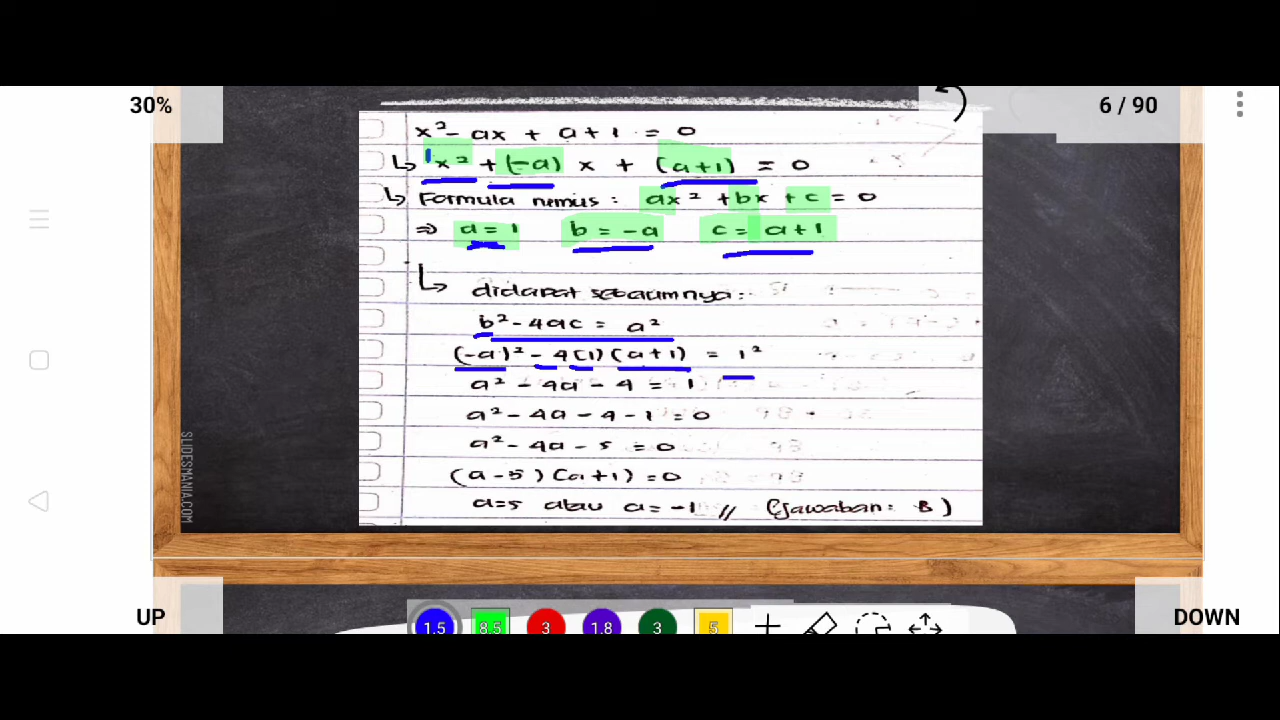 30%
6 / 90
x² - ax + a + 1 = 0
↳ 1x² + (-a) x + (a+1) = 0
↳ Formula rumus : ax² + bx + c = 0
⇒ a = 1 b = -a c = a + 1
↳ didapat sebelumnya :
b² - 4ac = a²
(-a)² - 4(1)(a+1) = 1²
a² - 4a - 4 = 1
a² - 4a - 4 - 1 = 0
a² - 4a - 5 = 0
(a - 5) (a+1) = 0
a=5 atau a = -1 // (Jawaban : B)
SLIDESMANIA.COM
UP
DOWN
1.5 8.5 3 1.8 3 5